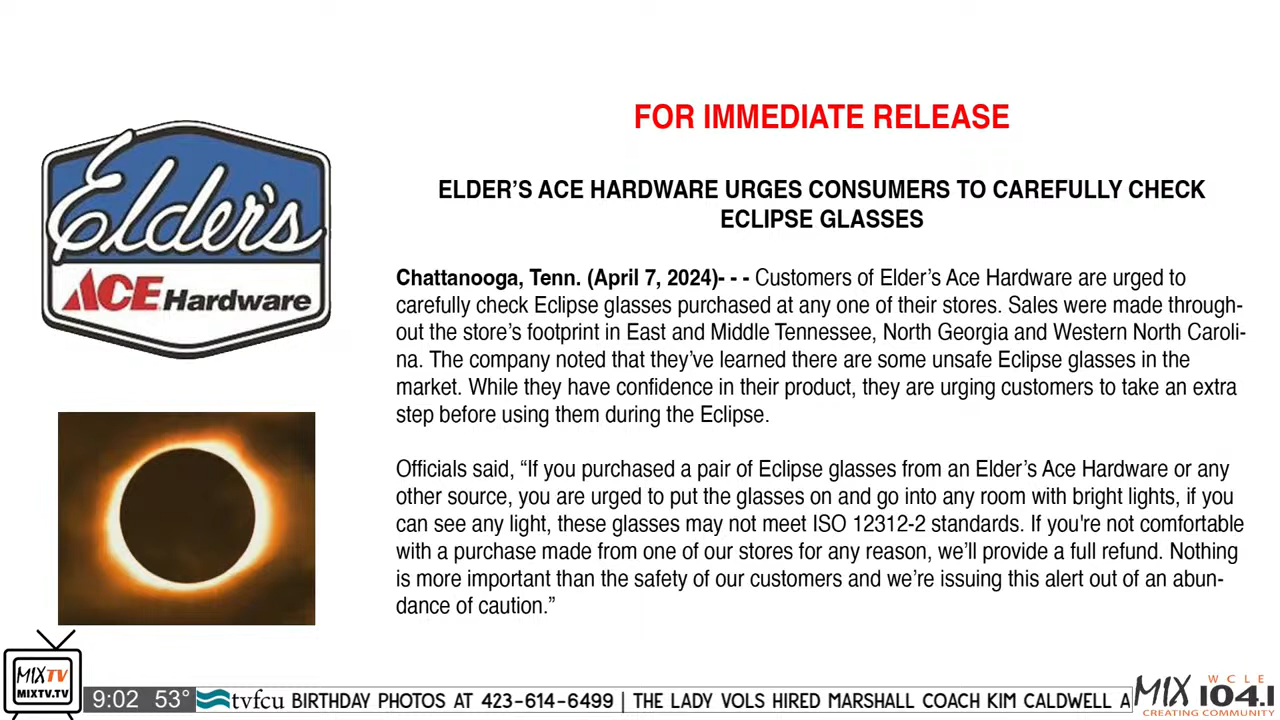 FOR IMMEDIATE RELEASE
ELDER'S ACE HARDWARE URGES CONSUMERS TO CAREFULLY CHECK
ECLIPSE GLASSES
Elder's
ACE Hardware
Chattanooga, Tenn. (April 7, 2024)- - - Customers of Elder's Ace Hardware are urged to
carefully check Eclipse glasses purchased at any one of their stores. Sales were made through-
out the store's footprint in East and Middle Tennessee, North Georgia and Western North Caroli-
na. The company noted that they've learned there are some unsafe Eclipse glasses in the
market. While they have confidence in their product, they are urging customers to take an extra
step before using them during the Eclipse.
Officials said, “If you purchased a pair of Eclipse glasses from an Elder's Ace Hardware or any
other source, you are urged to put the glasses on and go into any room with bright lights, if you
can see any light, these glasses may not meet ISO 12312-2 standards. If you're not comfortable
with a purchase made from one of our stores for any reason, we'll provide a full refund. Nothing
is more important than the safety of our customers and we're issuing this alert out of an abun-
dance of caution.”
MIXTV
MIXTV.TV
9:02 53° tvfcu BIRTHDAY PHOTOS AT 423-614-6499 | THE LADY VOLS HIRED MARSHALL COACH KIM CALDWELL A
WCLE
MIX 104.1
CREATING COMMUNITY